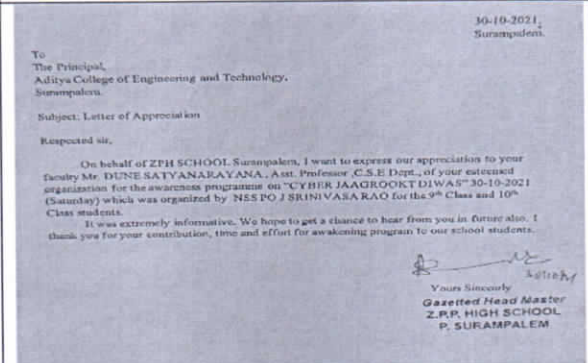 30-10-2021,
Surampalem.
To
The Principal,
Aditya College of Engineering and Technology,
Surampalem.
Subject: Letter of Appreciation
Respected sir,
On behalf of ZPH SCHOOL Surampalem, I want to express our appreciation to your
faculty Mr. DUNE SATYANARAYANA, Asst. Professor ,C.S.E Dept., of your esteemed
organization for the awareness programme on "CYBER JAAGROOKT DIWAS" 30-10-2021
(Saturday) which was organized by NSS PO J SRINIVASA RAO for the 9th Class and 10th
Class students.
It was extremely informative. We hope to get a chance to hear from you in future also. I
thank you for your contribution, time and effort for awakening program to our school students.
Yours Sincerely
Gazetted Head Master
Z.P.P. HIGH SCHOOL
P. SURAMPALEM